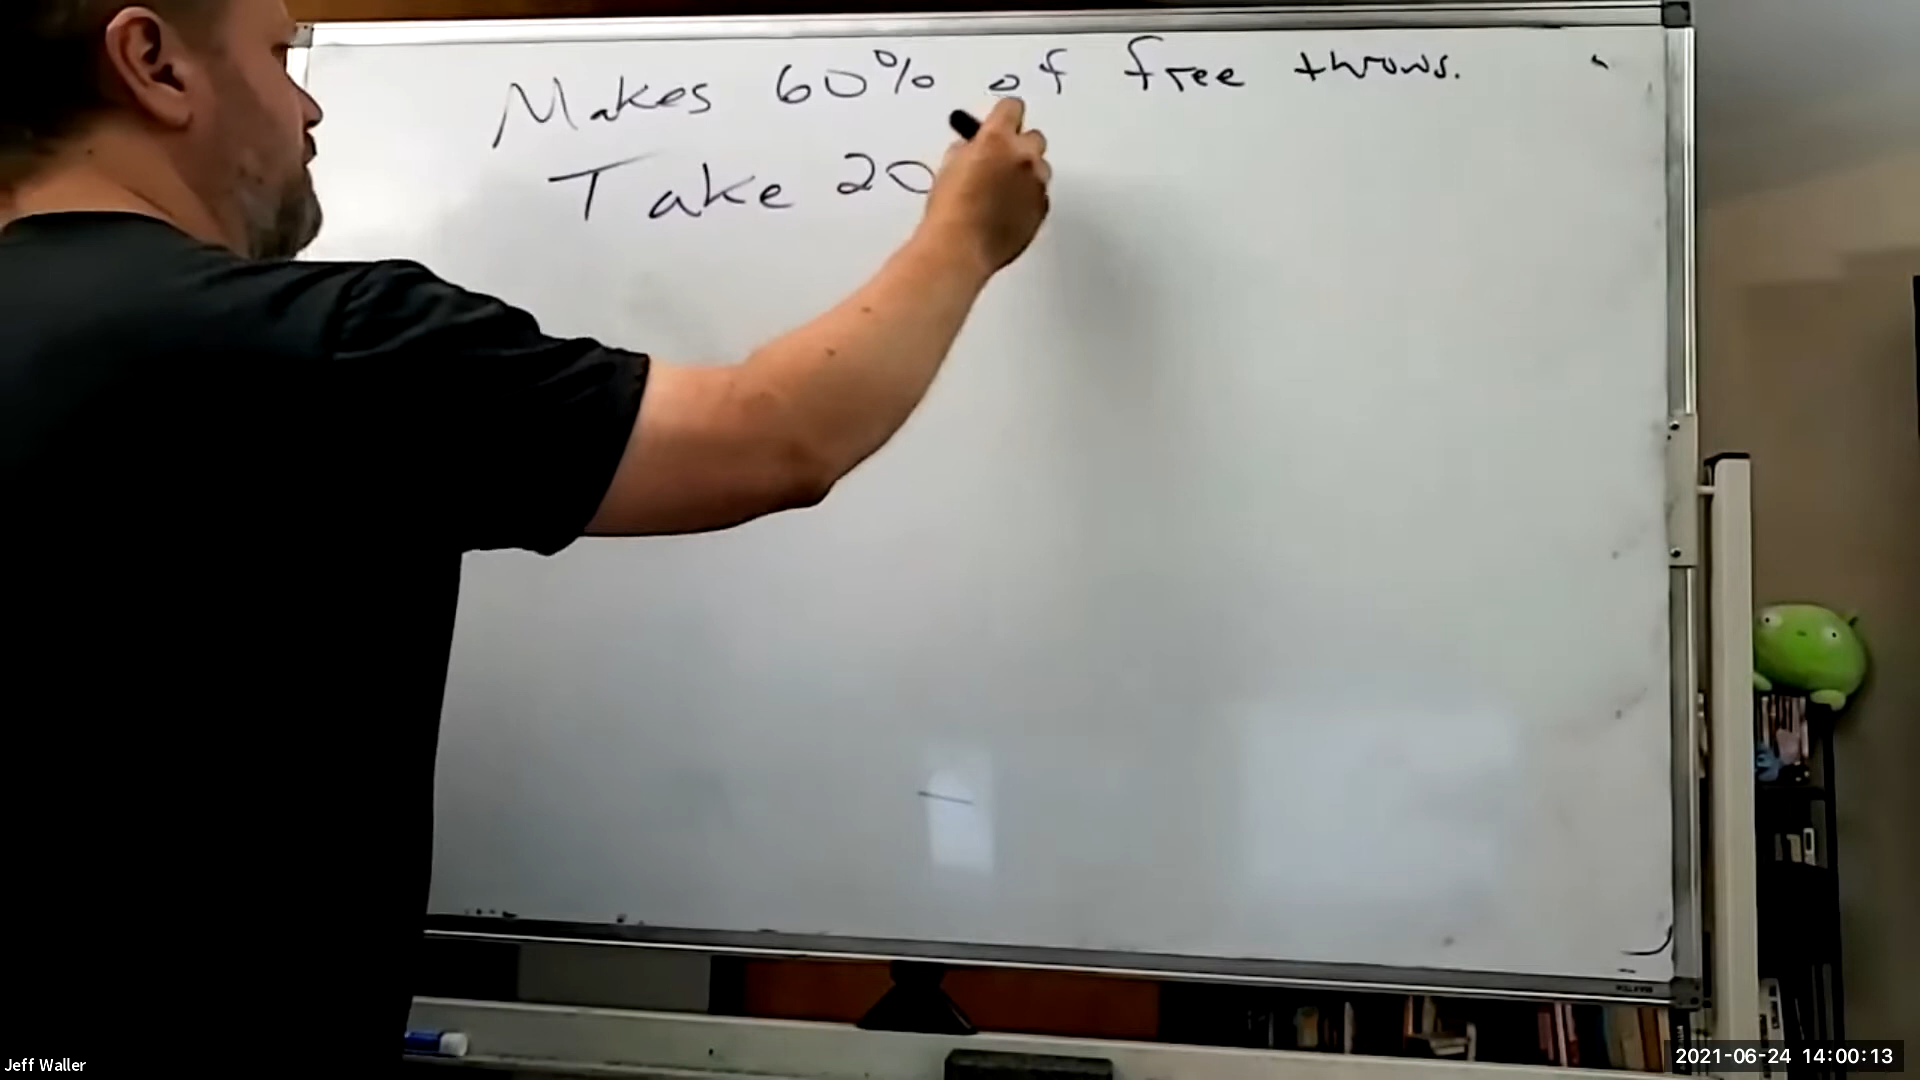 Makes 60% of free throws.
Take 20
Jeff Waller
2021-06-24 14:00:13